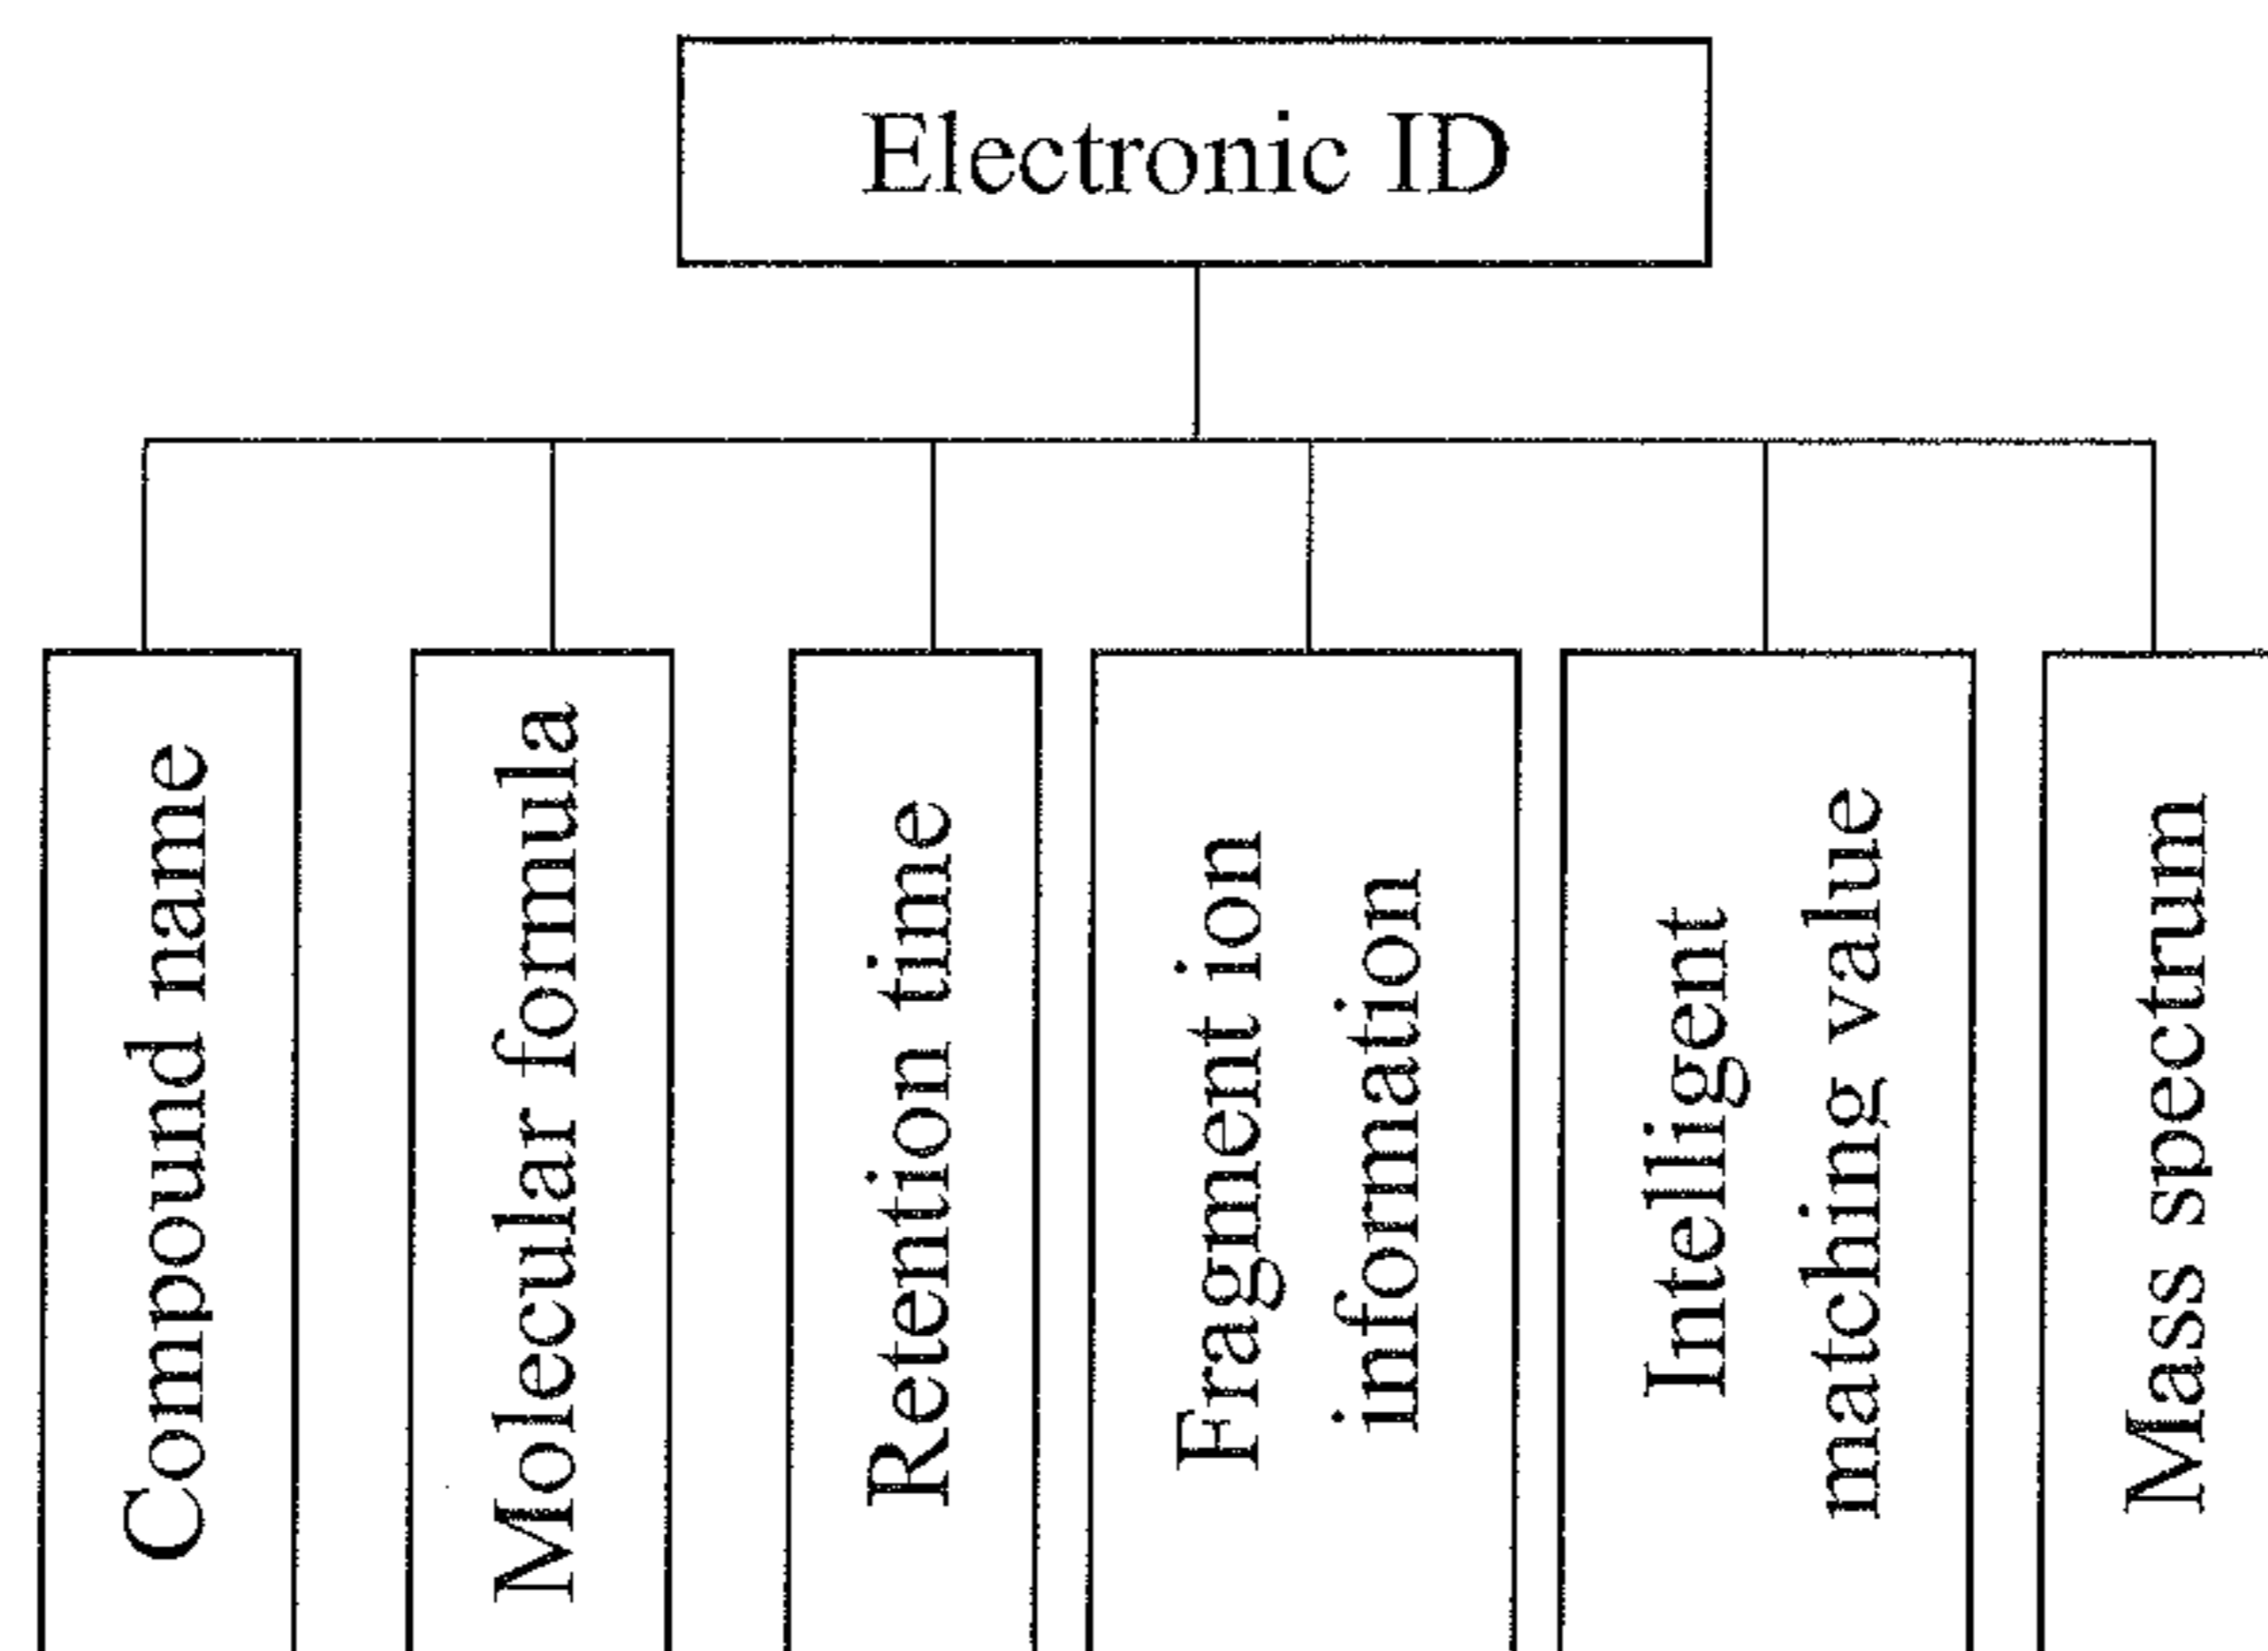 Electronic ID
Compound name
Molecular formula
Retention time
Fragment ion
information
Intelligent
matching value
Mass spectrum